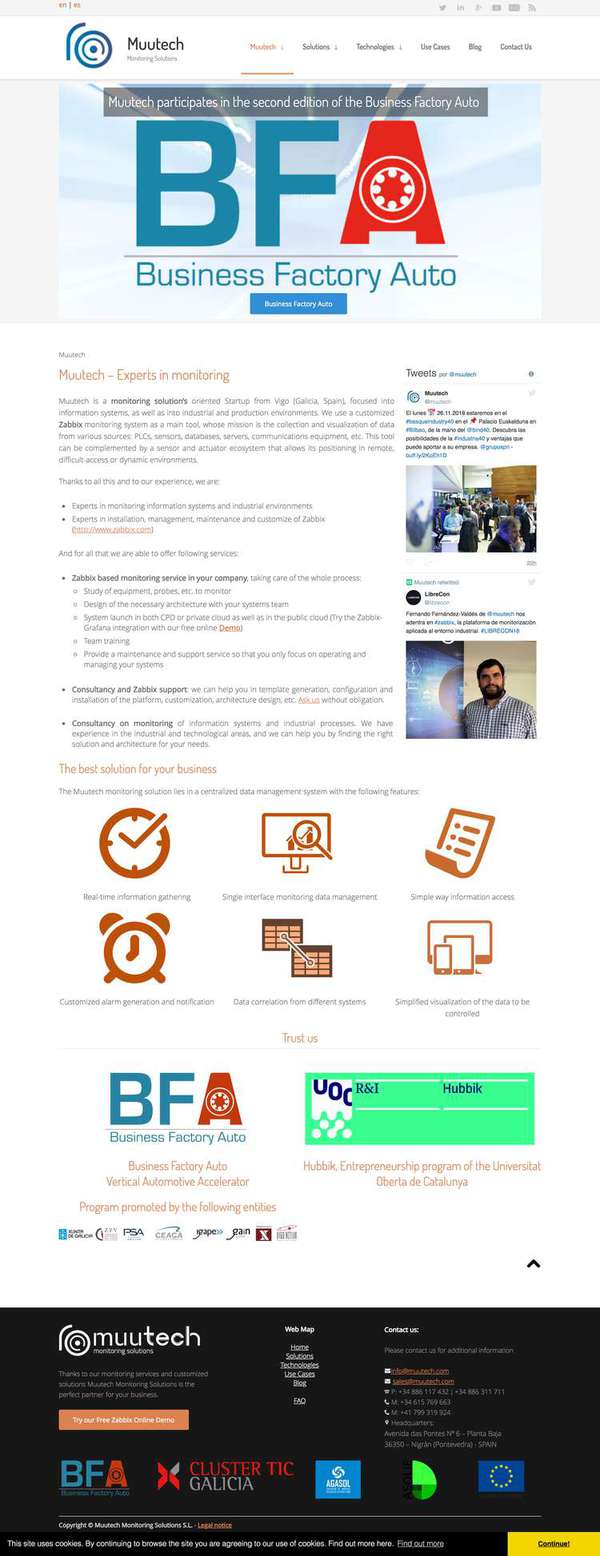 en | es
Muutech
Monitoring Solutions
Muutech ↓ Solutions ↓ Technologies ↓ Use Cases Blog Contact Us
Muutech participates in the second edition of the Business Factory Auto
BFA
Business Factory Auto
Business Factory Auto
Muutech
Muutech – Experts in monitoring
Muutech is a monitoring solution's oriented Startup from Vigo (Galicia, Spain), focused into
information systems, as well as into industrial and production environments. We use a customized
Zabbix monitoring system as a main tool, whose mission is the collection and visualization of data
from various sources: PLCs, sensors, databases, servers, communications equipment, etc. This tool
can be complemented by a sensor and actuator ecosystem that allows its positioning in remote,
difficult access or dynamic environments.
Thanks to all this and to our experience, we are:
• Experts in monitoring information systems and industrial environments
• Experts in installation, management, maintenance and customize of Zabbix
(http://www.zabbix.com)
And for all that we are able to offer following services:
• Zabbix based monitoring service in your company, taking care of the whole process:
Study of equipment, probes, etc. to monitor
Design of the necessary architecture with your systems team
System launch in both CPD or private cloud as well as in the public cloud (Try the Zabbix-
Grafana integration with our free online Demo)
Team training
Provide a maintenance and support service so that you only focus on operating and
managing your systems
• Consultancy and Zabbix support: we can help you in template generation, configuration and
installation of the platform, customization, architecture design, etc. Ask us without obligation.
• Consultancy on monitoring of information systems and industrial processes. We have
experience in the industrial and technological areas, and we can help you by finding the right
solution and architecture for your needs.
Tweets por @muutech
Muutech
@muutech
El lunes 26.11.2018 estaremos en el
#basqueindustry40 en el Palacio Euskalduna en
#Bilbao, de la mano del @bind40. Descubre las
posibilidades de la #industria40 y ventajas que
puede aportar a su empresa. @grupospri -
Muutech retwitteó
LibreCon
@librecon
Fernando Fernández-Valdés de @muutech nos
adentra en #zabbix, la plataforma de monitorización
aplicada al entorno industrial. #LIBRECON18
The best solution for your business
The Muutech monitoring solution lies in a centralized data management system with the following features:
Real-time information gathering
Single interface monitoring data management
Simple way information access
Customized alarm generation and notification
Data correlation from different systems
Simplified visualization of the data to be
controlled
Trust us
BFA
Business Factory Auto
UOC R&I Hubbik
Business Factory Auto
Vertical Automotive Accelerator
Hubbik, Entrepreneurship program of the Universitat
Oberta de Catalunya
Program promoted by the following entities
XUNTA DE GALICIA
PSA
CEAGA
igape
gain
muutech
monitoring solutions
Thanks to our monitoring services and customized
solutions Muutech Monitoring Solutions is the
perfect partner for your business.
Try our Free Zabbix Online Demo
Web Map
Home
Solutions
Technologies
Use Cases
Blog
FAQ
Contact us:
Please contact us for additional information
info@muutech.com
sales@muutech.com
P: +34 886 117 432 ; +34 886 311 711
M: +34 615 769 663
M: +41 799 319 924
Headquarters:
Avenida das Pontes Nº 6 – Planta Baja
36350 – Nigrán (Pontevedra) - SPAIN
BFA
Business Factory Auto
CLUSTER TIC
GALICIA
AGASOL
Copyright © Muutech Monitoring Solutions S.L. - Legal notice
This site uses cookies. By continuing to browse the site you are agreeing to our use of cookies. Find out more here. Find out more
Continue!